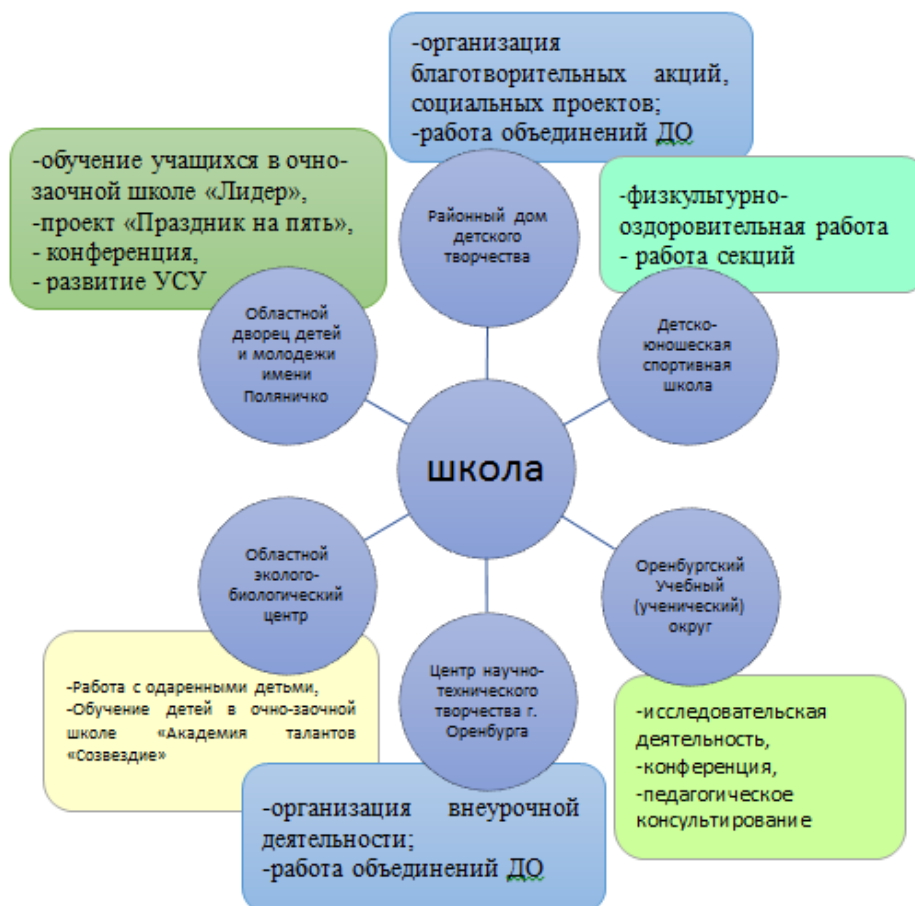 -организация
благотворительных акций,
социальных проектов;
-работа объединений ДО
-обучение учащихся в очно-
заочной школе «Лидер»,
-проект «Праздник на пять»,
- конференция,
- развитие УСУ
-физкультурно-
оздоровительная работа
- работа секций
Районный дом
детского
творчества
Областной
дворец детей
и молодежи
имени
Поляничко
Детско-
юношеская
спортивная
школа
школа
Областной
эколого-
биологический
центр
Оренбургский
Учебный
(ученический)
округ
Центр научно-
технического
творчества г.
Оренбурга
-Работа с одаренными детьми,
-Обучение детей в очно-заочной
школе «Академия талантов
«Созвездие»
-исследовательская
деятельность,
-конференция,
-педагогическое
консультирование
-организация внеурочной
деятельности;
-работа объединений ДО